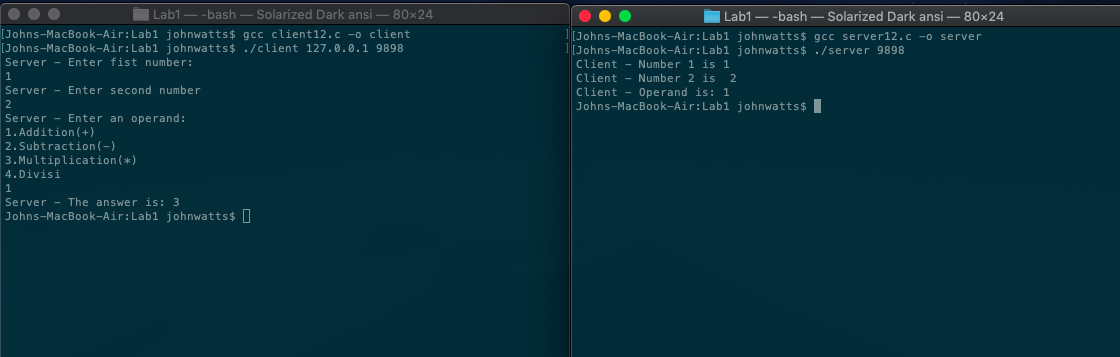 Lab1 — -bash — Solarized Dark ansi — 80×24
[Johns-MacBook-Air:Lab1 johnwatts$ gcc client12.c -o client ]
[Johns-MacBook-Air:Lab1 johnwatts$ ./client 127.0.0.1 9898 ]
Server - Enter fist number:
1
Server - Enter second number
2
Server - Enter an operand:
1.Addition(+)
2.Subtraction(-)
3.Multiplication(*)
4.Divisi
1
Server - The answer is: 3
Johns-MacBook-Air:Lab1 johnwatts$
Lab1 — -bash — Solarized Dark ansi — 80×24
[Johns-MacBook-Air:Lab1 johnwatts$ gcc server12.c -o server
[Johns-MacBook-Air:Lab1 johnwatts$ ./server 9898
Client - Number 1 is 1
Client - Number 2 is  2
Client - Operand is: 1
Johns-MacBook-Air:Lab1 johnwatts$